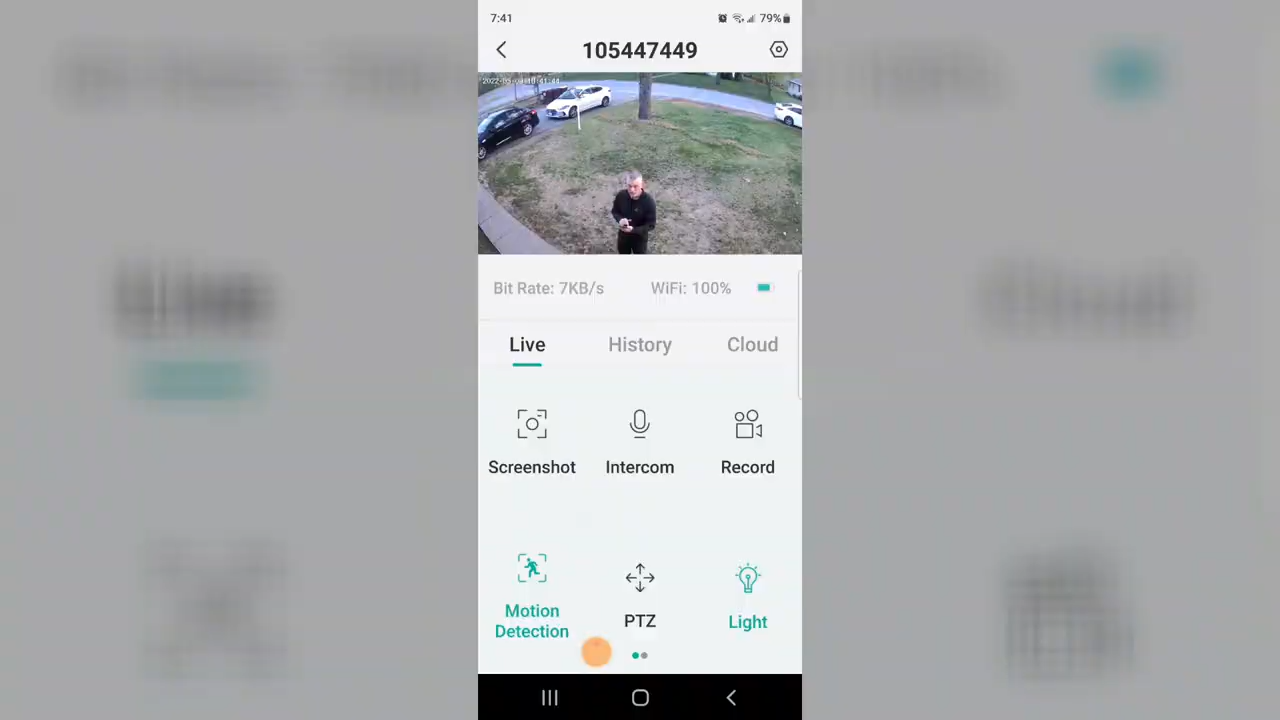 7:41
79%
105447449
Bit Rate: 7KB/s
WiFi: 100%
Live
History
Cloud
Screenshot
Intercom
Record
Motion
Detection
PTZ
Light